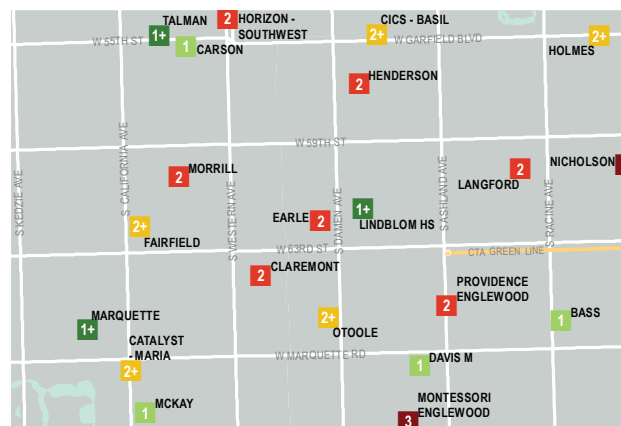 TALMAN
2
HORIZON -
SOUTHWEST
CICS - BASIL
1+
W 55TH ST
1
CARSON
2+
W GARFIELD BLVD
2+
HOLMES
2
HENDERSON
W 59TH ST
2
MORRILL
2
LANGFORD
NICHOLSON
S KEDZIE AVE
S CALIFORNIA AVE
S WESTERN AVE
S DAMEN AVE
S ASHLAND AVE
S RACINE AVE
EARLE
2
1+
LINDBLOM HS
2+
FAIRFIELD
W 63RD ST
CTA GREEN LINE
2
CLAREMONT
PROVIDENCE
ENGLEWOOD
2
MARQUETTE
1+
2+
OTOOLE
1
BASS
CATALYST
- MARIA
2+
W MARQUETTE RD
1
DAVIS M
1
MCKAY
MONTESSORI
ENGLEWOOD
3